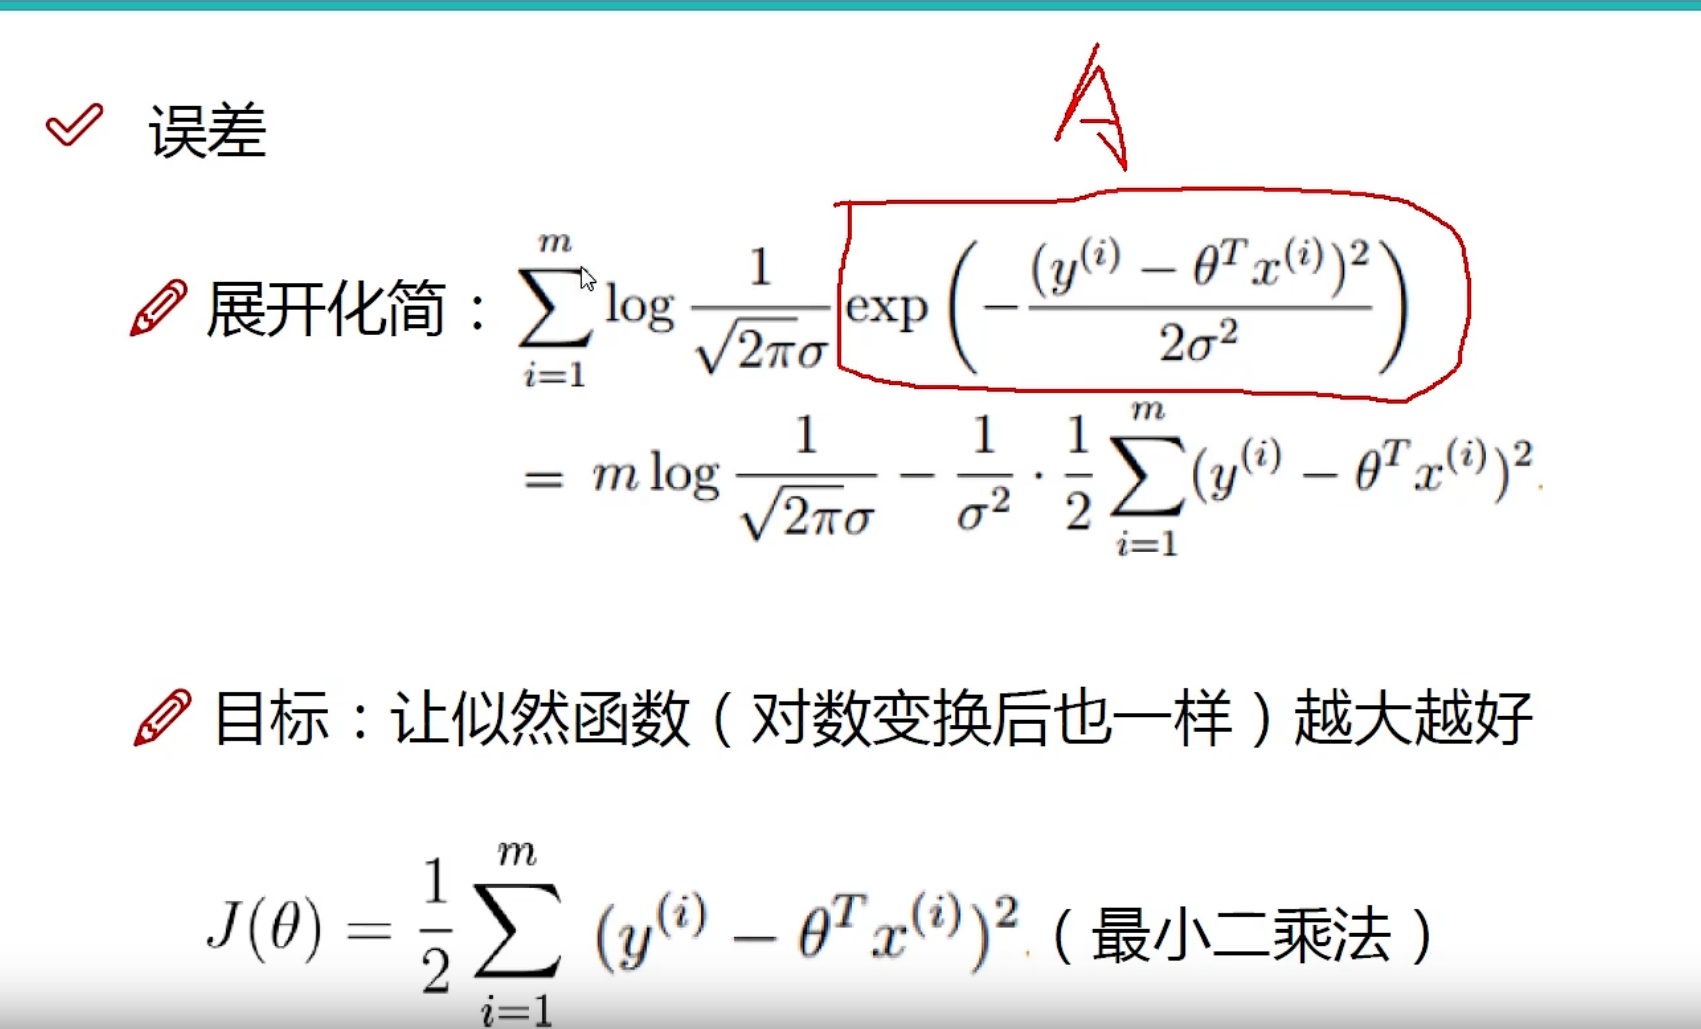 A
误差
展开化简：$\sum_{i=1}^{m} \log \frac{1}{\sqrt{2\pi}\sigma} \exp\left(-\frac{(y^{(i)} - \theta^T x^{(i)})^2}{2\sigma^2}\right)$
$= m \log \frac{1}{\sqrt{2\pi}\sigma} - \frac{1}{\sigma^2} \cdot \frac{1}{2} \sum_{i=1}^{m} (y^{(i)} - \theta^T x^{(i)})^2.$
目标：让似然函数（对数变换后也一样）越大越好
$J(\theta) = \frac{1}{2} \sum_{i=1}^{m} (y^{(i)} - \theta^T x^{(i)})^2.$（最小二乘法）